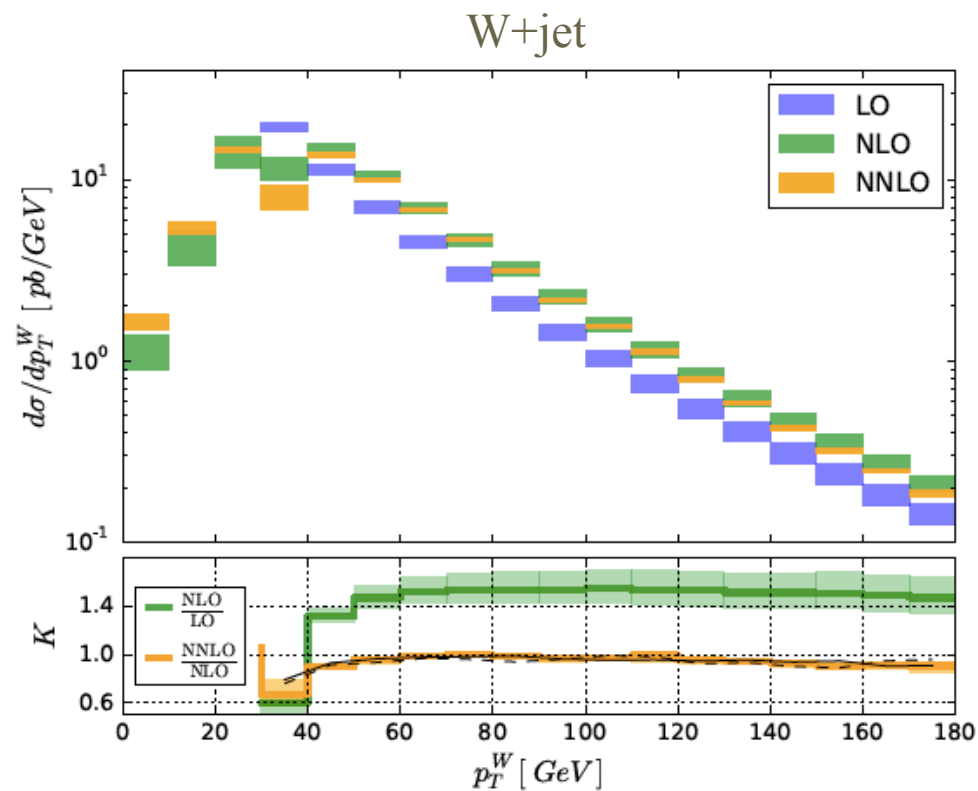 W+jet
LO
NLO
NNLO
10^1
10^0
10^-1
dσ/dp_T^W [pb/GeV]
NLO/LO
NNLO/NLO
1.4
1.0
0.6
K
0 20 40 60 80 100 120 140 160 180
p_T^W [GeV]